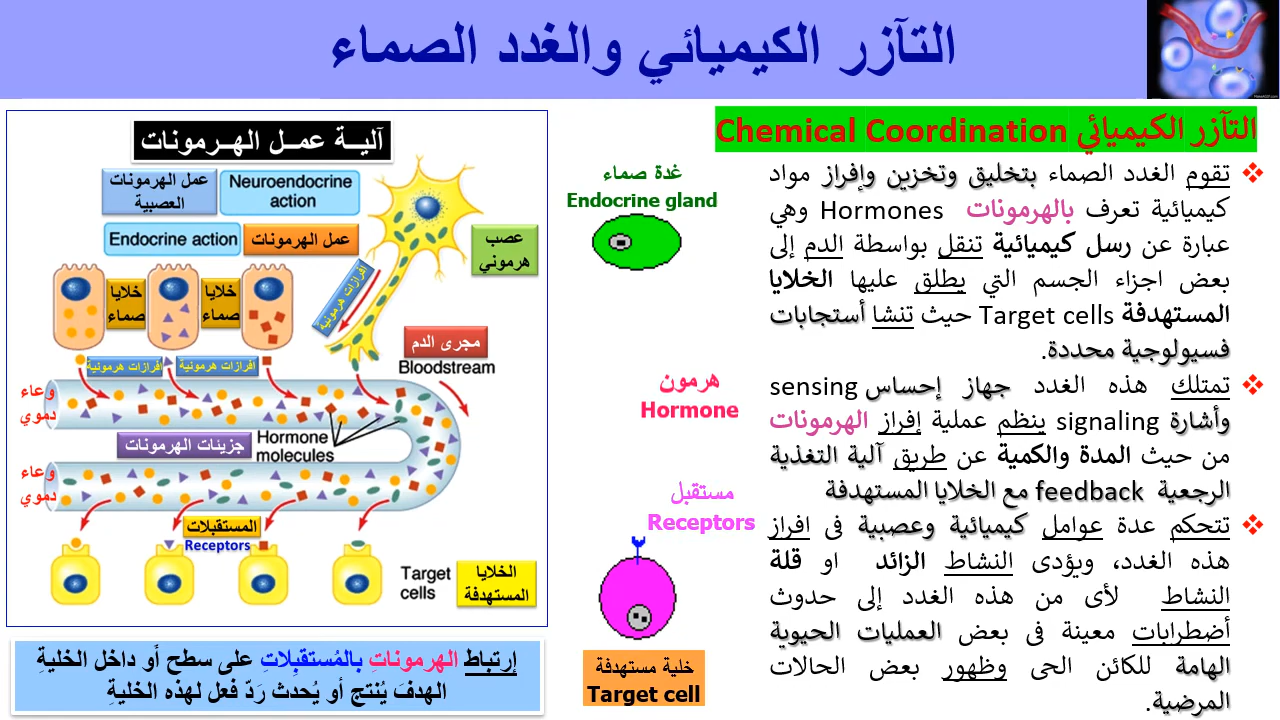 التآزر الكيميائي والغدد الصماء
التآزر الكيميائي Chemical Coordination
❖ تقوم الغدد الصماء بتخليق وتخزين وإفراز مواد
كيميائية تعرف بالهرمونات Hormones وهي
عبارة عن رسل كيميائية تنقل بواسطة الدم إلى
بعض اجزاء الجسم التي يطلق عليها الخلايا
المستهدفة Target cells حيث تنشا أستجابات
فسيولوجية محددة.
❖ تمتلك هذه الغدد جهاز إحساس sensing
وأشارة signaling ينظم عملية إفراز الهرمونات
من حيث المدة والكمية عن طريق آلية التغذية
الرجعية feedback مع الخلايا المستهدفة
❖ تتحكم عدة عوامل كيميائية وعصبية فى افراز
هذه الغدد، ويؤدى النشاط الزائد او قلة
النشاط لأى من هذه الغدد إلى حدوث
أضطرابات معينة فى بعض العمليات الحيوية
الهامة للكائن الحى وظهور بعض الحالات
المرضية.
غدة صماء
Endocrine gland
هرمون
Hormone
مستقبل
Receptors
خلية مستهدفة
Target cell
آليـة عمـل الهـرمونات
عمل الهرمونات
العصبية
Neuroendocrine
action
Endocrine action
عمل الهرمونات
عصب
هرموني
خلايا
صماء
خلايا
صماء
افرازات هرمونية
افرازات هرمونية
افرازات هرمونية
مجرى الدم
Bloodstream
وعاء
دموي
جزيئات الهرمونات
Hormone
molecules
وعاء
دموي
المستقبلات
Receptors
Target
cells
الخلايا
المستهدفة
إرتباط الهرمونات بالمُستقبِلاتِ على سطح أو داخل الخليةِ
الهدفَ يُنتج أو يُحدث رَدّ فعل لهذه الخليةِ